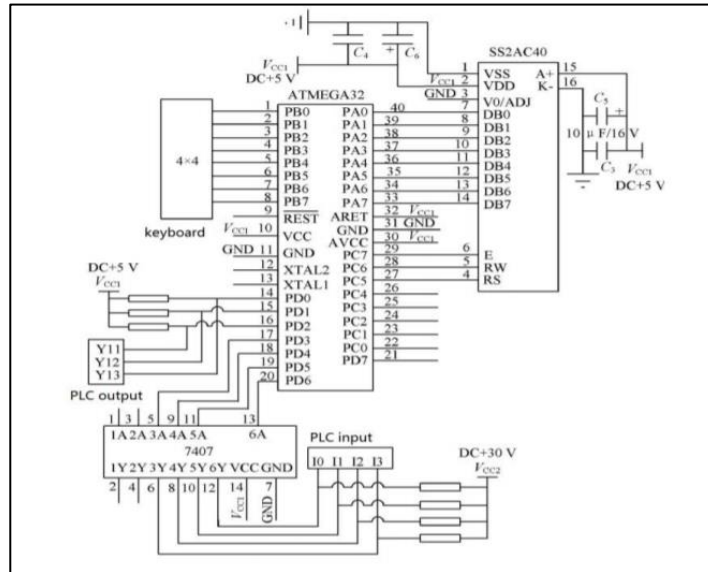 SS2AC40
C4
C6
VCC1
DC+5 V
ATMEGA32
1 VSS A+ 15
VCC1 2 VDD K- 16
GND 3 V0/ADJ
7 DB0
8 DB1
9 DB2
10 DB3
11 DB4
12 DB5
13 DB6
14 DB7
6 E
5 RW
4 RS
C5
+
10 μF/16 V
C3
VCC1
DC+5 V
4×4
keyboard
1 PB0 PA0 40
2 PB1 PA1 39
3 PB2 PA2 38
4 PB3 PA3 37
5 PB4 PA4 36
6 PB5 PA5 35
7 PB6 PA6 34
8 PB7 PA7 33
9 REST ARET 32 VCC1
VCC1 10 VCC GND 31 GND
GND 11 GND AVCC 30 VCC1
12 XTAL2 PC7 29
13 XTAL1 PC6 28
14 PD0 PC5 27
15 PD1 PC4 26
16 PD2 PC3 25
17 PD3 PC2 24
18 PD4 PC1 23
19 PD5 PC0 22
20 PD6 PD7 21
DC+5 V
VCC1
Y11
Y12
Y13
PLC output
1 3 5 9 11 13
1A 2A 3A 4A 5A 6A
7407
1Y 2Y 3Y 4Y 5Y 6Y VCC GND
2 4 6 8 10 12 14 7
VCC1
GND
PLC input
I0 I1 I2 I3
DC+30 V
VCC2